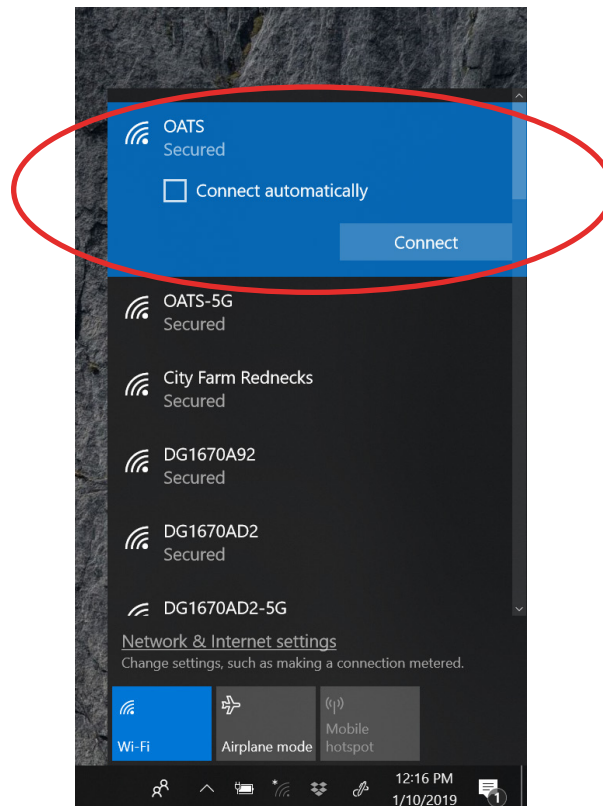 OATS
Secured
Connect automatically
Connect
OATS-5G
Secured
City Farm Rednecks
Secured
DG1670A92
Secured
DG1670AD2
Secured
DG1670AD2-5G
Network & Internet settings
Change settings, such as making a connection metered.
Wi-Fi
Airplane mode
Mobile
hotspot
12:16 PM
1/10/2019
1